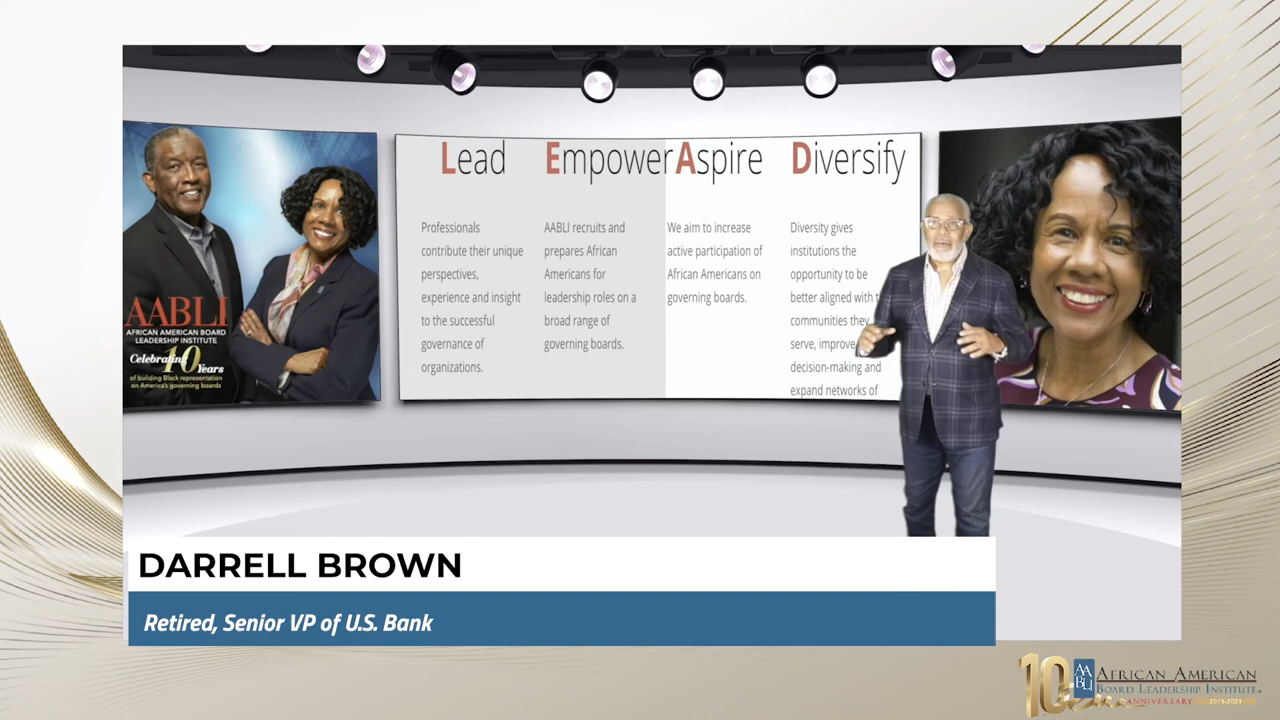 Lead Empower Aspire Diversify
Professionals
contribute their unique
perspectives,
experience and insight
to the successful
governance of
organizations.
AABLI recruits and
prepares African
Americans for
leadership roles on a
broad range of
governing boards.
We aim to increase
active participation of
African Americans on
governing boards.
Diversity gives
institutions the
opportunity to be
better aligned with
communities they
serve, improve
decision-making and
expand networks of
AABLI
AFRICAN AMERICAN BOARD
LEADERSHIP INSTITUTE
Celebrating 10 Years
of building Black representation
on America's governing boards
DARRELL BROWN
Retired, Senior VP of U.S. Bank
10
AA
BLI
AFRICAN AMERICAN
BOARD LEADERSHIP INSTITUTE
ANNIVERSARY 2011-2021